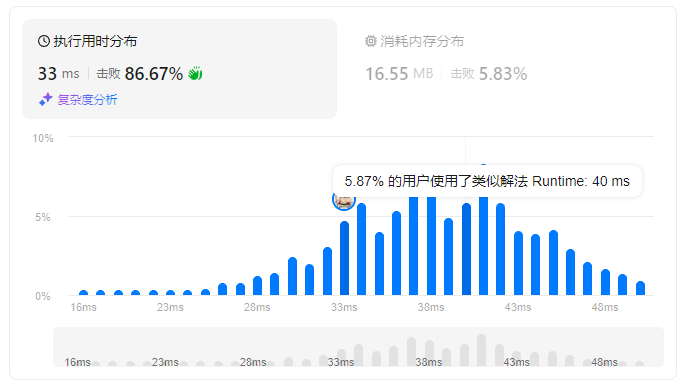 执行用时分布
33 ms 击败 86.67%
复杂度分析
消耗内存分布
16.55 MB 击败 5.83%
10%
5.87% 的用户使用了类似解法 Runtime: 40 ms
5%
0%
16ms 23ms 28ms 33ms 38ms 43ms 48ms
16ms 23ms 28ms 33ms 38ms 43ms 48ms